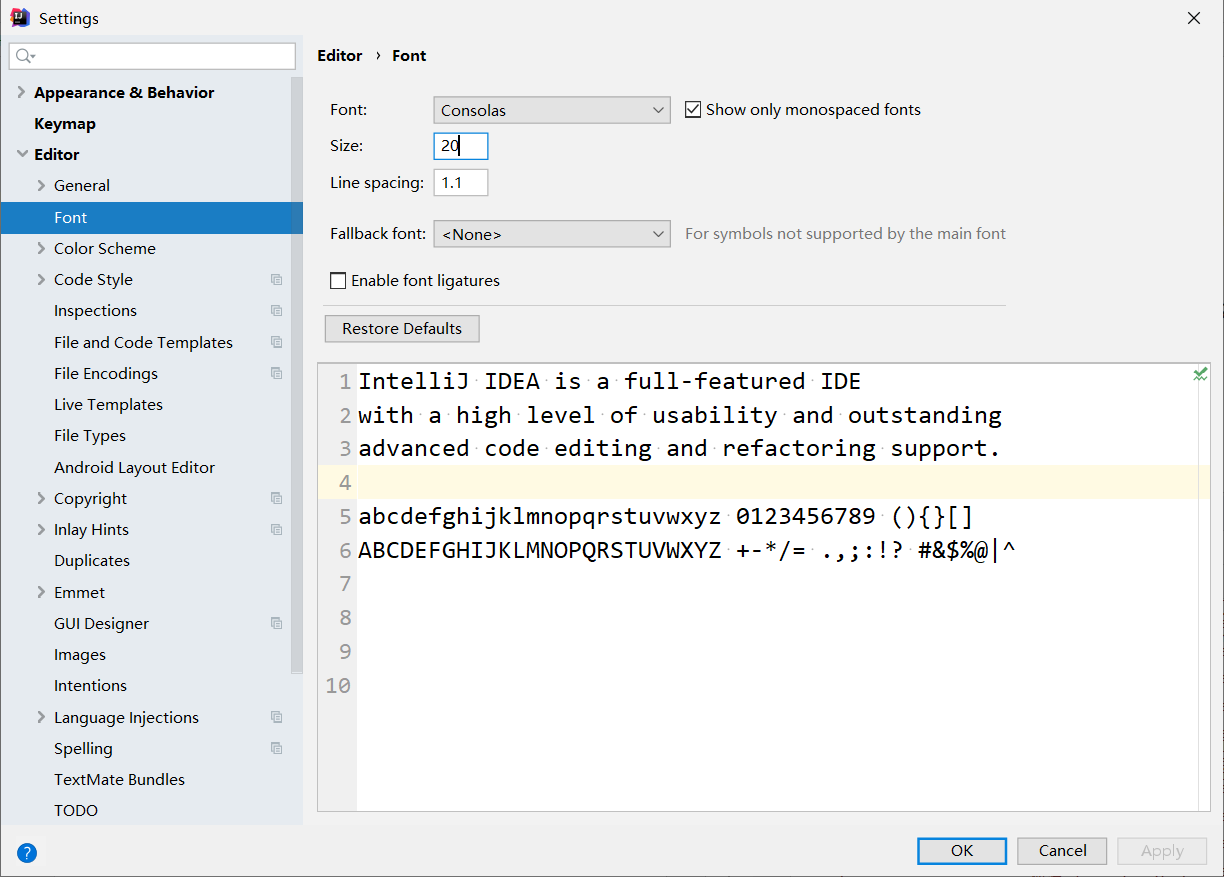 Settings
Editor › Font
Appearance & Behavior
Keymap
Editor
General
Font
Color Scheme
Code Style
Inspections
File and Code Templates
File Encodings
Live Templates
File Types
Android Layout Editor
Copyright
Inlay Hints
Duplicates
Emmet
GUI Designer
Images
Intentions
Language Injections
Spelling
TextMate Bundles
TODO
Font: Consolas Show only monospaced fonts
Size: 20
Line spacing: 1.1
Fallback font: <None> For symbols not supported by the main font
Enable font ligatures
Restore Defaults
1 IntelliJ IDEA is a full-featured IDE
2 with a high level of usability and outstanding
3 advanced code editing and refactoring support.
4
5 abcdefghijklmnopqrstuvwxyz 0123456789 (){}[]
6 ABCDEFGHIJKLMNOPQRSTUVWXYZ +-*/= .,;:!? #&$%@|^
7
8
9
10
? OK Cancel Apply